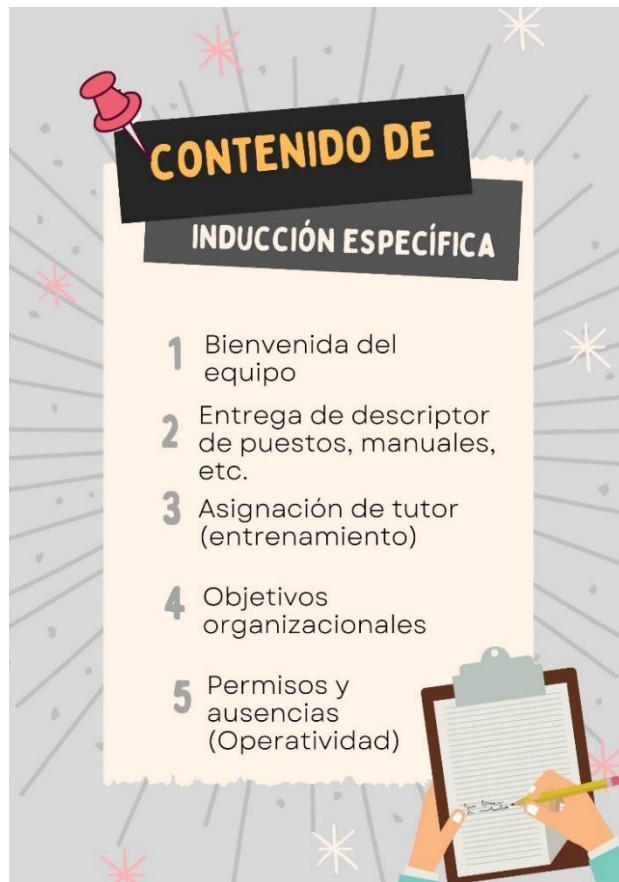 CONTENIDO DE
INDUCCIÓN ESPECÍFICA
1 Bienvenida del
equipo
2 Entrega de descriptor
de puestos, manuales,
etc.
3 Asignación de tutor
(entrenamiento)
4 Objetivos
organizacionales
5 Permisos y
ausencias
(Operatividad)